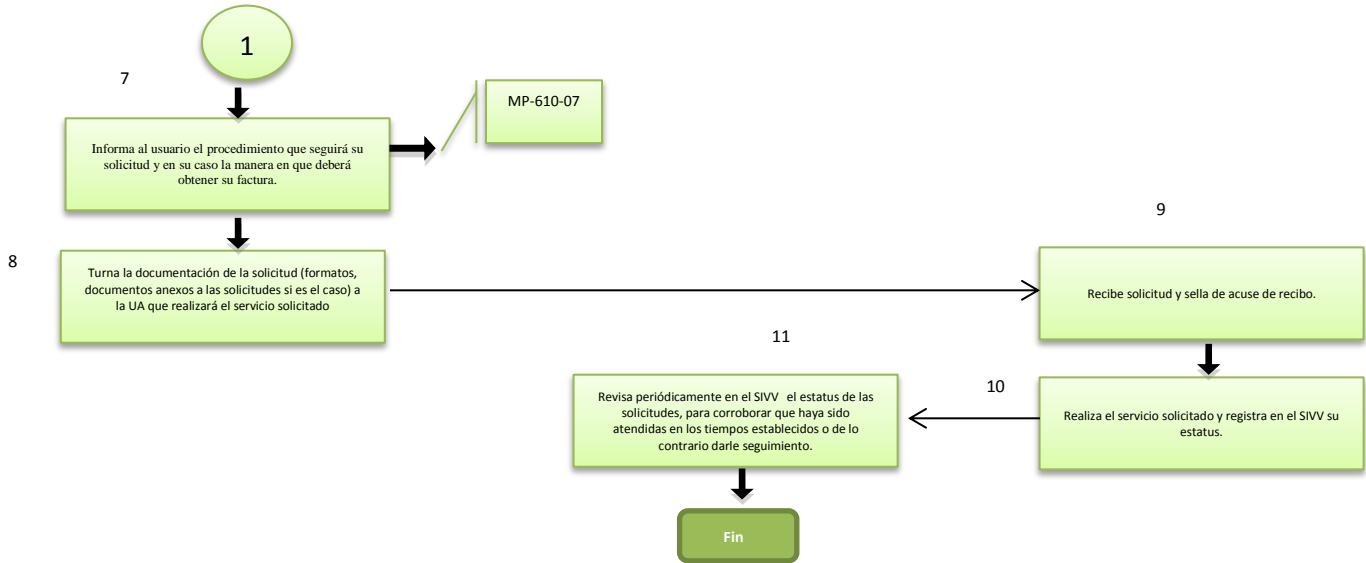 1
7
MP-610-07
Informa al usuario el procedimiento que seguirá su
solicitud y en su caso la manera en que deberá
obtener su factura.
8
Turna la documentación de la solicitud (formatos,
documentos anexos a las solicitudes si es el caso) a
la UA que realizará el servicio solicitado
9
Recibe solicitud y sella de acuse de recibo.
10
Realiza el servicio solicitado y registra en el SIVV su
estatus.
11
Revisa periódicamente en el SIVV el estatus de las
solicitudes, para corroborar que haya sido
atendidas en los tiempos establecidos o de lo
contrario darle seguimiento.
Fin